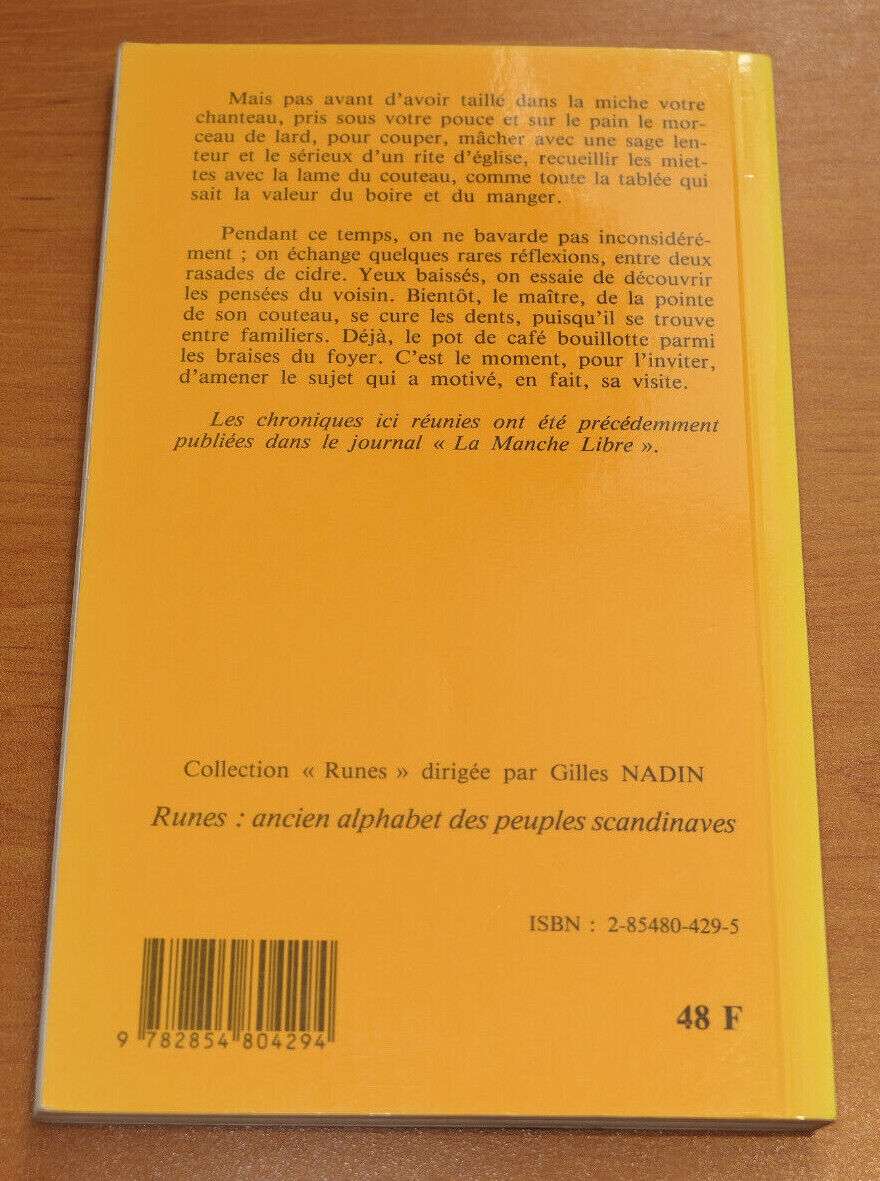 Mais pas avant d'avoir taillé dans la miche votre
chanteau, pris sous votre pouce et sur le pain le mor-
ceau de lard, pour couper, mâcher avec une sage len-
teur et le sérieux d'un rite d'église, recueillir les miet-
tes avec la lame du couteau, comme toute la tablée qui
sait la valeur du boire et du manger.
Pendant ce temps, on ne bavarde pas inconsidéré-
ment ; on échange quelques rares réflexions, entre deux
rasades de cidre. Yeux baissés, on essaie de découvrir
les pensées du voisin. Bientôt, le maître, de la pointe
de son couteau, se cure les dents, puisqu'il se trouve
entre familiers. Déjà, le pot de café bouillotte parmi
les braises du foyer. C'est le moment, pour l'inviter,
d'amener le sujet qui a motivé, en fait, sa visite.
Les chroniques ici réunies ont été précédemment
publiées dans le journal « La Manche Libre ».
Collection « Runes » dirigée par Gilles NADIN
Runes : ancien alphabet des peuples scandinaves
ISBN : 2-85480-429-5
48 F
9 782854 804294